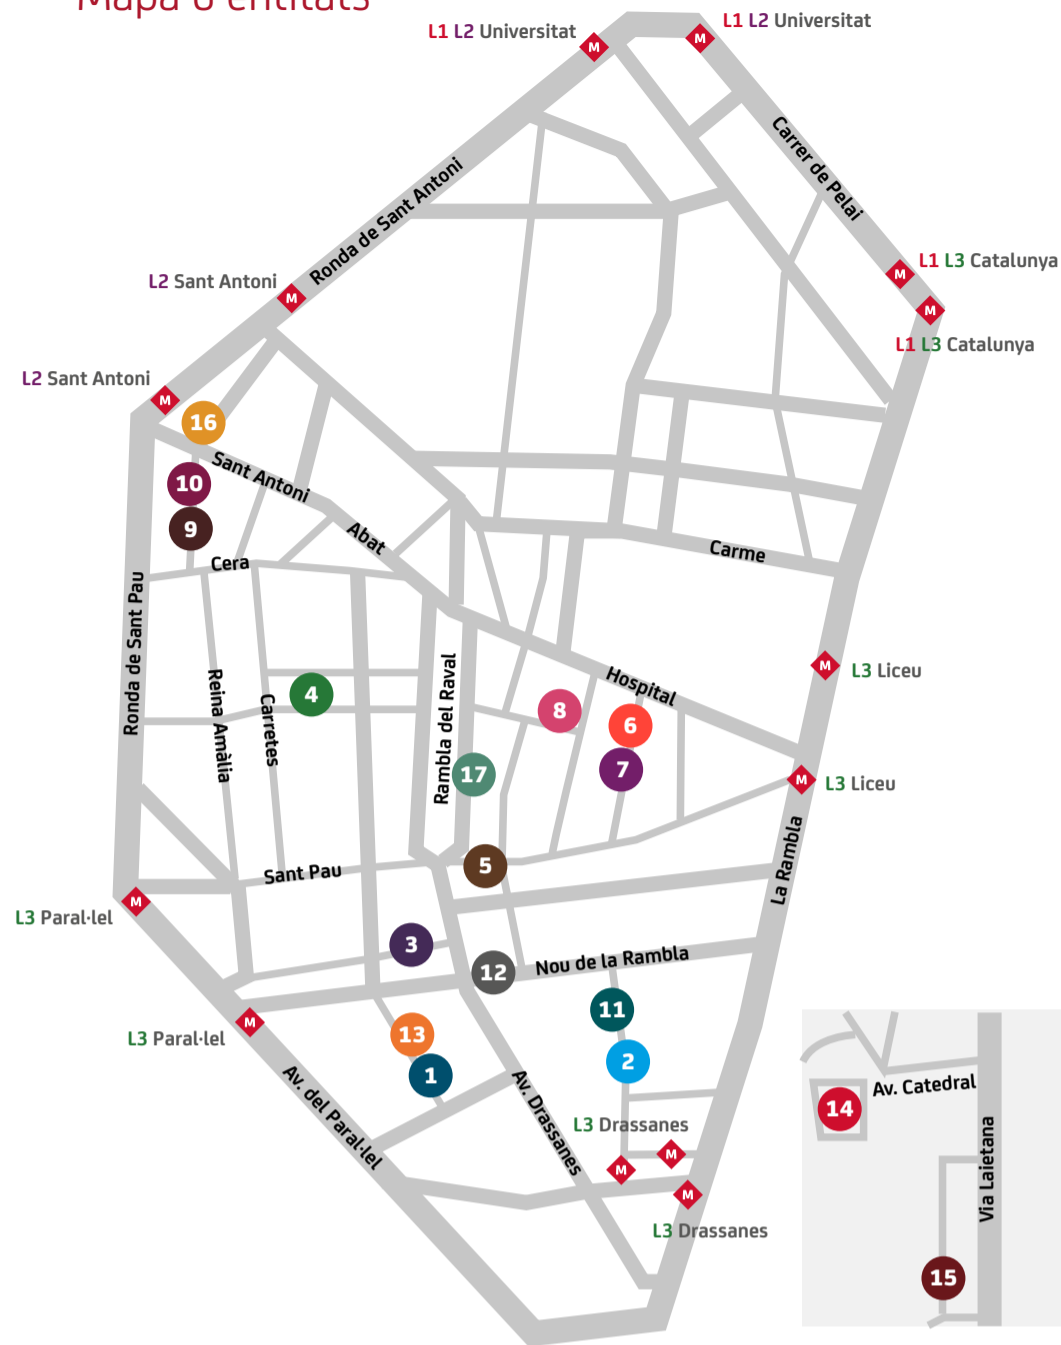 Mapa 6 entitats
L1 L2 Universitat
M
M
L1 L2 Universitat
Carrer de Pelai
Ronda de Sant Antoni
L1 L3 Catalunya
M
M
L1 L3 Catalunya
L2 Sant Antoni
M
L2 Sant Antoni
M
16
Sant Antoni
10
9
Abat
Carme
Cera
Ronda de Sant Pau
Reina Amàlia
Carretes
4
Rambla del Raval
17
Hospital
8
6
7
M
L3 Liceu
M
L3 Liceu
La Rambla
5
Sant Pau
M
L3 Paral·lel
3
12
Nou de la Rambla
11
2
M
L3 Paral·lel
13
1
Av. del Paral·lel
Av. Drassanes
L3 Drassanes
M
M
M
L3 Drassanes
Av. Catedral
14
Via Laietana
15